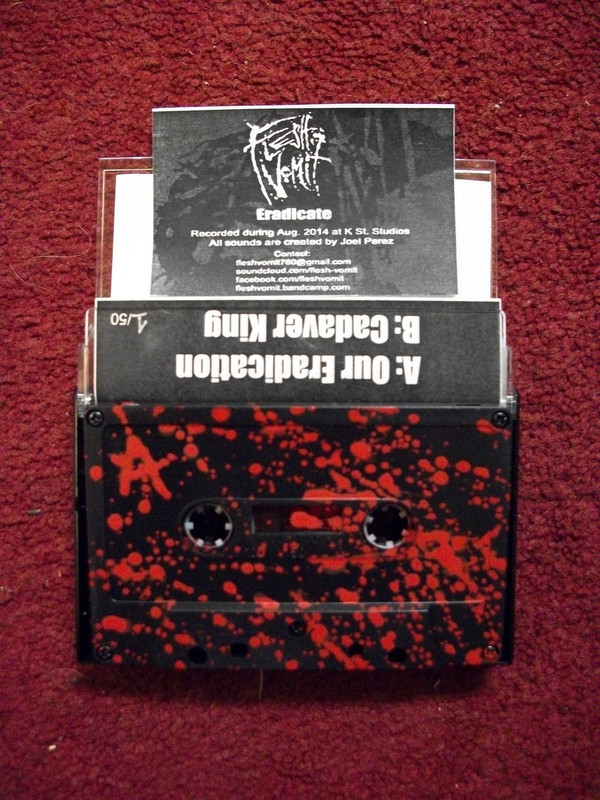 FLESH
VOMIT
Eradicate
Recorded during Aug. 2014 at K St. Studios
All sounds are created by Joel Perez
Contact:
fleshvomit760@gmail.com
soundcloud.com/flesh-vomit
facebook.com/fleshvomit
fleshvomit.bandcamp.com
A: Our Eradication
B: Cadaver King
1/50
A